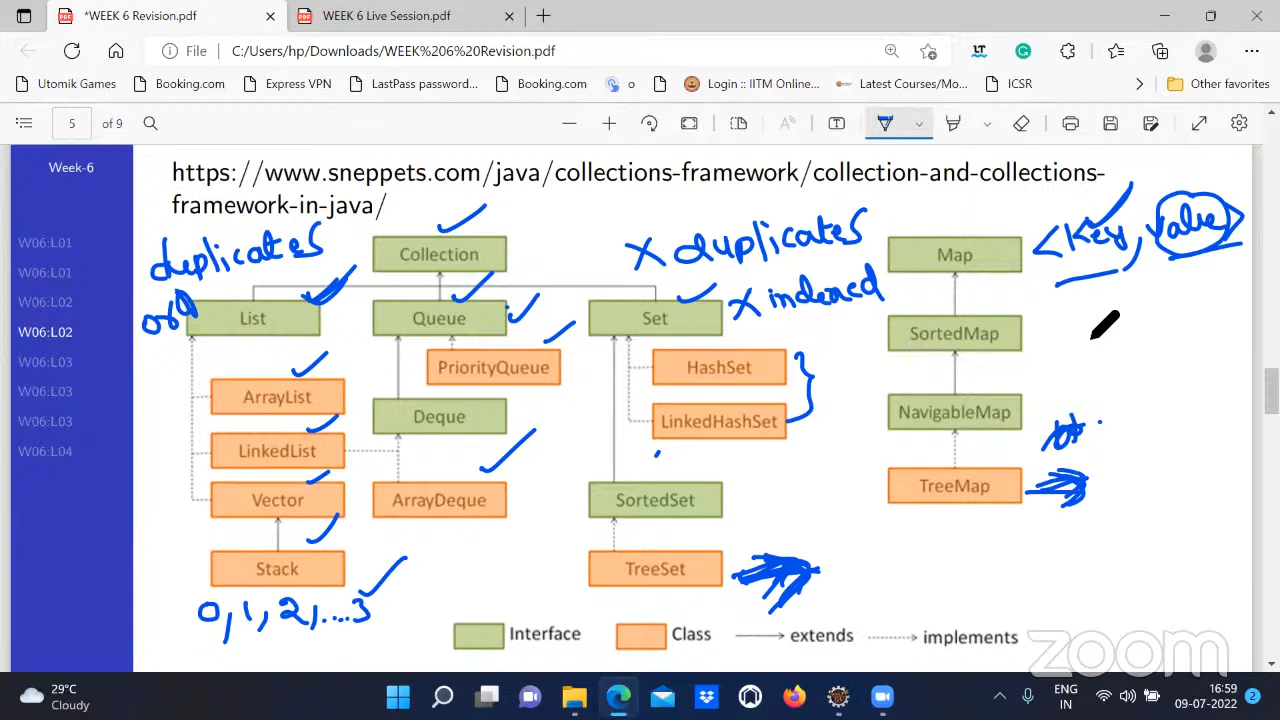 *WEEK 6 Revision.pdf
WEEK 6 Live Session.pdf
File
C:/Users/hp/Downloads/WEEK%206%20Revision.pdf
Utomik Games
Booking.com
Express VPN
LastPass password...
Booking.com
o
Login :: IITM Online...
Latest Courses/Mo...
ICSR
Other favorites
5 of 9
Week-6
W06:L01
W06:L01
W06:L02
W06:L02
W06:L03
W06:L03
W06:L03
W06:L04
https://www.sneppets.com/java/collections-framework/collection-and-collections-
framework-in-java/
duplicates
X duplicates
X indexed
<Key, value>
Collection
Map
List
Queue
Set
SortedMap
PriorityQueue
HashSet
ArrayList
Deque
LinkedHashSet
NavigableMap
LinkedList
Vector
ArrayDeque
SortedSet
TreeMap
Stack
TreeSet
0, 1, 2, ...3
Interface
Class
extends
implements
zoom
29°C
Cloudy
ENG
IN
16:59
09-07-2022
2